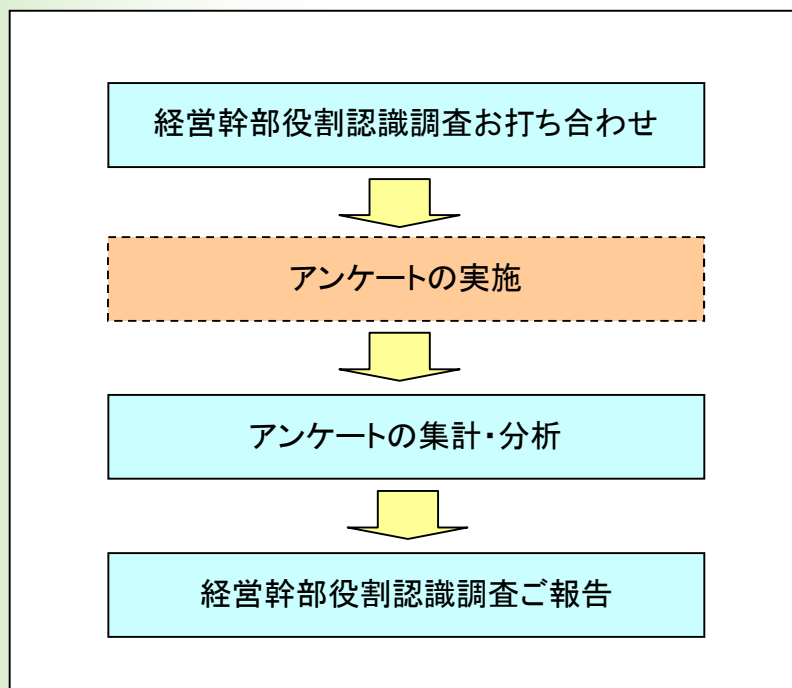 経営幹部役割認識調査お打ち合わせ
アンケートの実施
アンケートの集計・分析
経営幹部役割認識調査ご報告